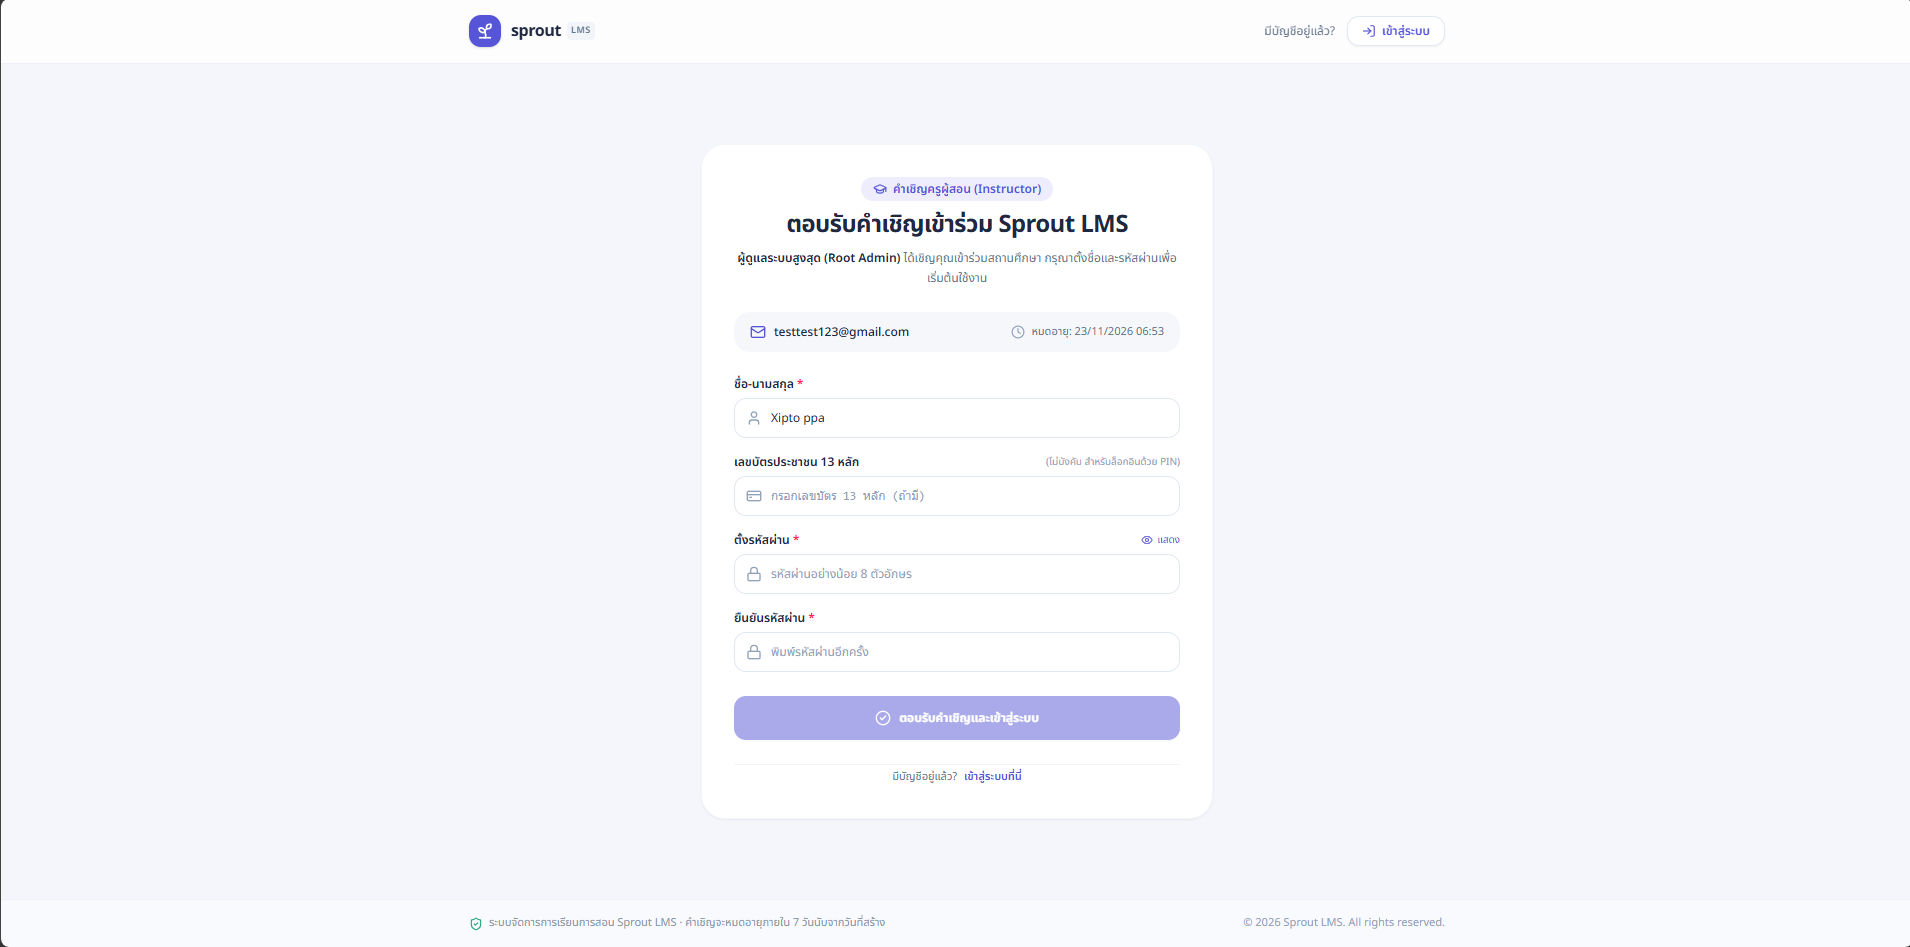 sprout LMS
มีบัญชีอยู่แล้ว? เข้าสู่ระบบ
คำเชิญครูผู้สอน (Instructor)
ตอบรับคำเชิญเข้าร่วม Sprout LMS
ผู้ดูแลระบบสูงสุด (Root Admin) ได้เชิญคุณเข้าร่วมสถานศึกษา กรุณาตั้งชื่อและรหัสผ่านเพื่อ
เริ่มต้นใช้งาน
testtest123@gmail.com หมดอายุ: 23/11/2026 06:53
ชื่อ-นามสกุล *
Xipto ppa
เลขบัตรประชาชน 13 หลัก (ไม่บังคับ สำหรับล็อกอินด้วย PIN)
กรอกเลขบัตร 13 หลัก (ถ้ามี)
ตั้งรหัสผ่าน * แสดง
รหัสผ่านอย่างน้อย 8 ตัวอักษร
ยืนยันรหัสผ่าน *
พิมพ์รหัสผ่านอีกครั้ง
ตอบรับคำเชิญและเข้าสู่ระบบ
มีบัญชีอยู่แล้ว? เข้าสู่ระบบที่นี่
ระบบจัดการการเรียนการสอน Sprout LMS · คำเชิญจะหมดอายุภายใน 7 วันนับจากวันที่สร้าง
© 2026 Sprout LMS. All rights reserved.